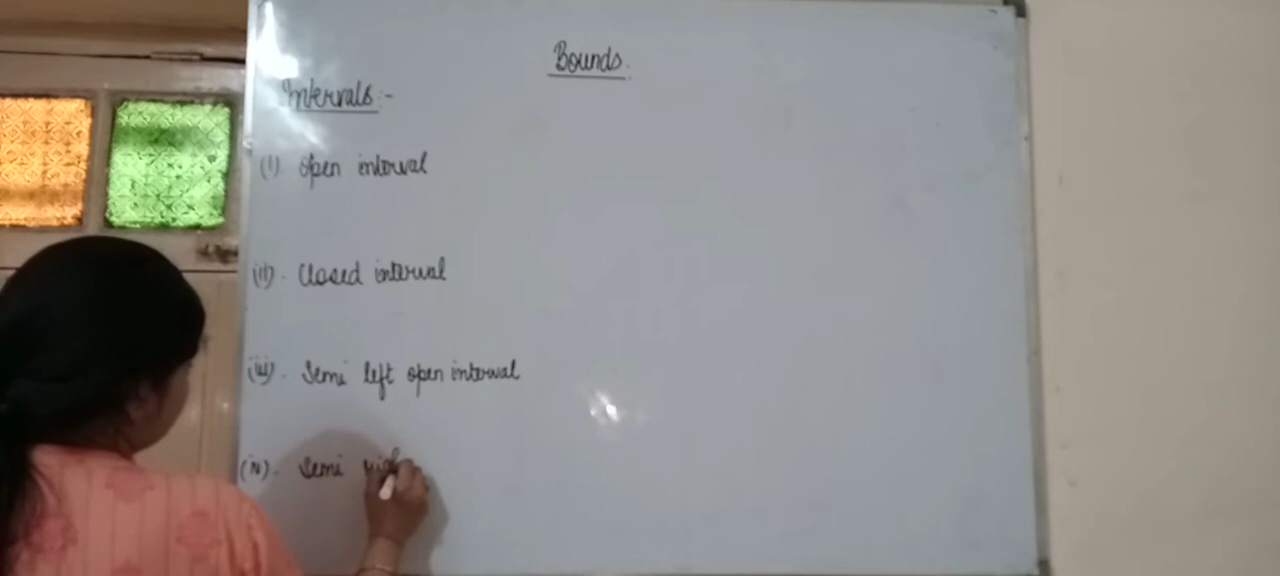 Bounds.
Intervals :-
(i) Open interval
(ii). Closed interval
(iii). Semi left open interval
(iv). Semi